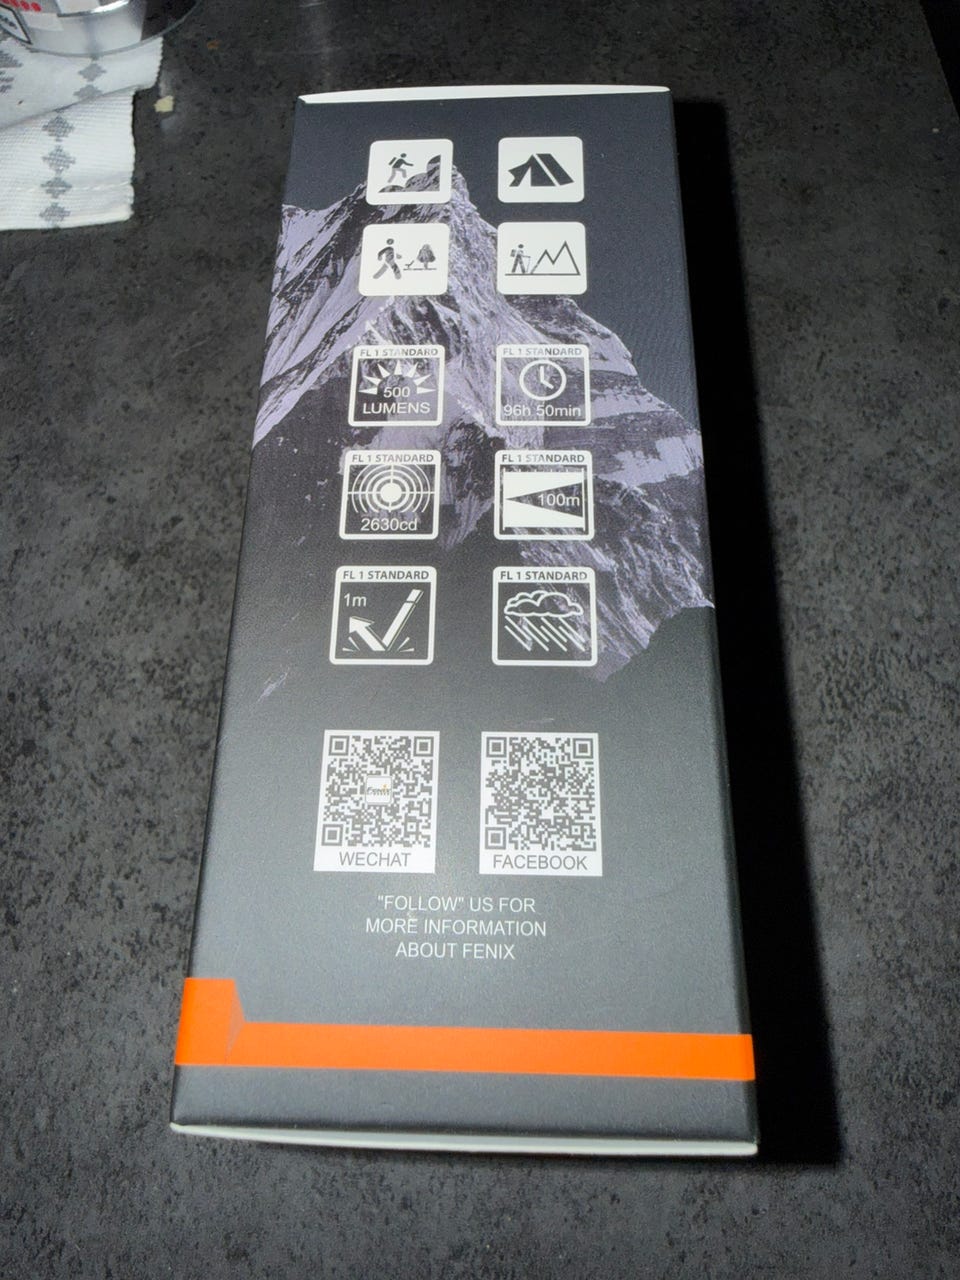 FL 1 STANDARD
500
LUMENS
FL 1 STANDARD
96h 50min
FL 1 STANDARD
2630cd
FL 1 STANDARD
100m
FL 1 STANDARD
1m
FL 1 STANDARD
Fenix
WECHAT
FACEBOOK
"FOLLOW" US FOR
MORE INFORMATION
ABOUT FENIX